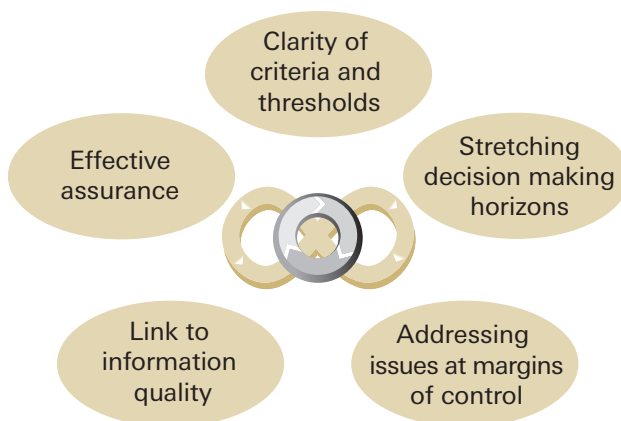 Clarity of
criteria and
thresholds
Effective
assurance
Stretching
decision making
horizons
Link to
information
quality
Addressing
issues at margins
of control